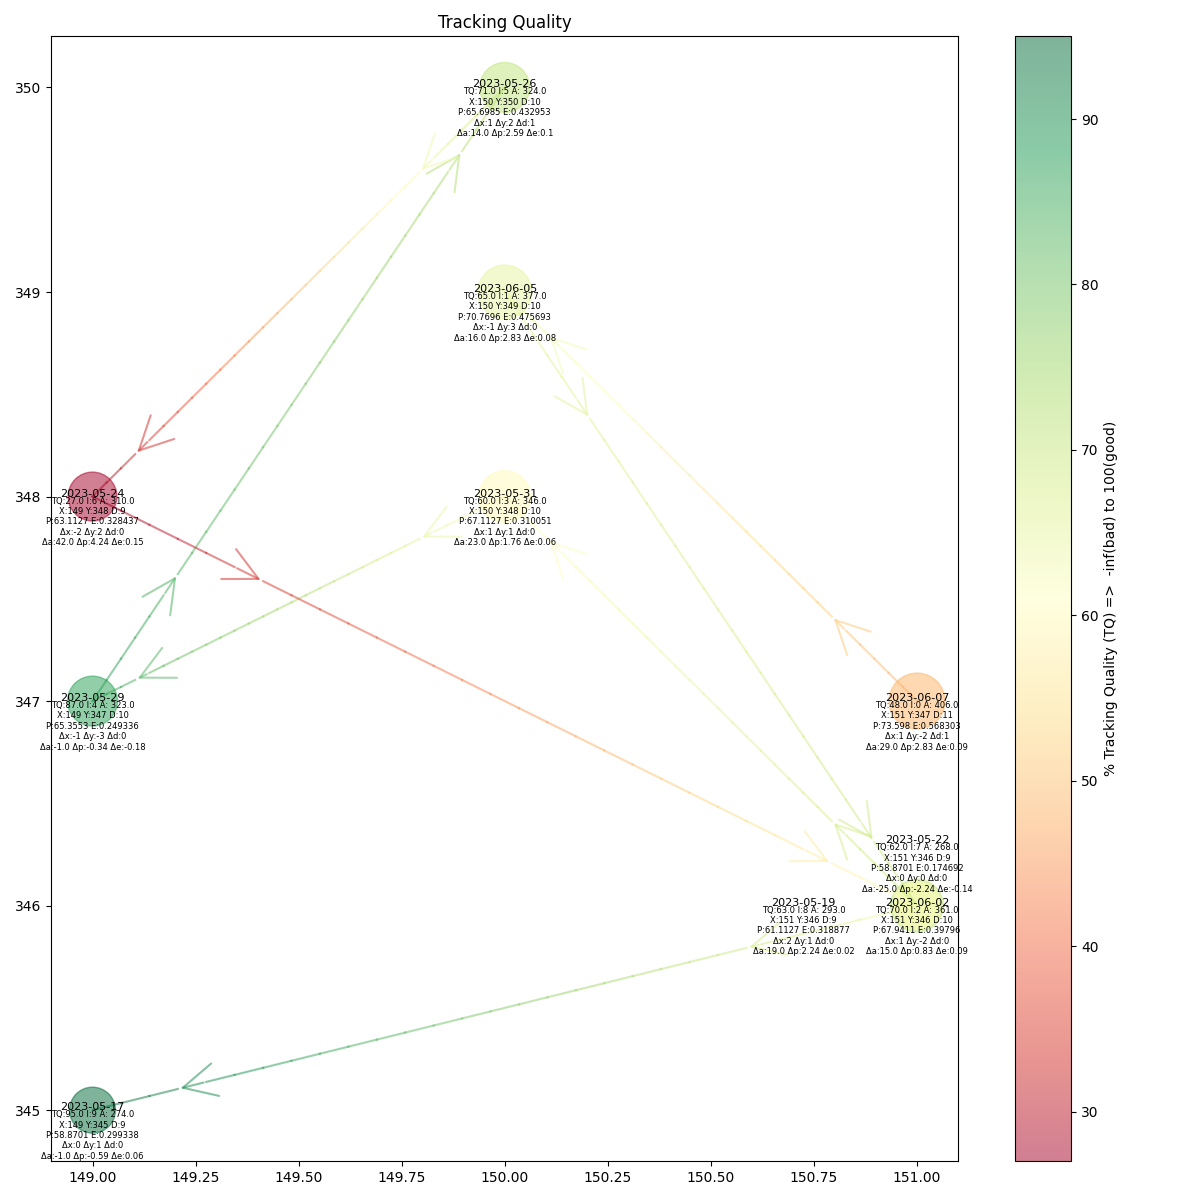 Tracking Quality
350
349
348
347
346
345
149.00
149.25
149.50
149.75
150.00
150.25
150.50
150.75
151.00
2023-05-26
TQ:71.0 I:5 A: 324.0
X:150 Y:350 D:10
P:65.6985 E:0.432953
Δx:1 Δy:2 Δd:1
Δa:14.0 Δp:2.59 Δe:0.1
2023-06-05
TQ:65.0 I:1 A: 377.0
X:150 Y:349 D:10
P:70.7696 E:0.475693
Δx:-1 Δy:3 Δd:0
Δa:16.0 Δp:2.83 Δe:0.08
2023-05-24
TQ:27.0 I:6 A: 310.0
X:149 Y:348 D:9
P:63.1127 E:0.328437
Δx:-2 Δy:2 Δd:0
Δa:42.0 Δp:4.24 Δe:0.15
2023-05-31
TQ:60.0 I:3 A: 346.0
X:150 Y:348 D:10
P:67.1127 E:0.310051
Δx:1 Δy:1 Δd:0
Δa:23.0 Δp:1.76 Δe:0.06
2023-05-29
TQ:87.0 I:4 A: 323.0
X:149 Y:347 D:10
P:65.3553 E:0.249336
Δx:-1 Δy:-3 Δd:0
Δa:-1.0 Δp:-0.34 Δe:-0.18
2023-06-07
TQ:48.0 I:0 A: 406.0
X:151 Y:347 D:11
P:73.598 E:0.568303
Δx:1 Δy:-2 Δd:1
Δa:29.0 Δp:2.83 Δe:0.09
2023-05-22
TQ:62.0 I:7 A: 268.0
X:151 Y:346 D:9
P:58.8701 E:0.174692
Δx:0 Δy:0 Δd:0
Δa:-25.0 Δp:-2.24 Δe:-0.14
2023-05-19
TQ:63.0 I:8 A: 293.0
X:151 Y:346 D:9
P:61.1127 E:0.318877
Δx:2 Δy:1 Δd:0
Δa:19.0 Δp:2.24 Δe:0.02
2023-06-02
TQ:70.0 I:2 A: 361.0
X:151 Y:346 D:10
P:67.9411 E:0.39796
Δx:1 Δy:-2 Δd:0
Δa:15.0 Δp:0.83 Δe:0.09
2023-05-17
TQ:95.0 I:9 A: 274.0
X:149 Y:345 D:9
P:58.8701 E:0.299338
Δx:0 Δy:1 Δd:0
Δa:-1.0 Δp:-0.59 Δe:0.06
90
80
70
60
50
40
30
% Tracking Quality (TQ) =>  -inf(bad) to 100(good)